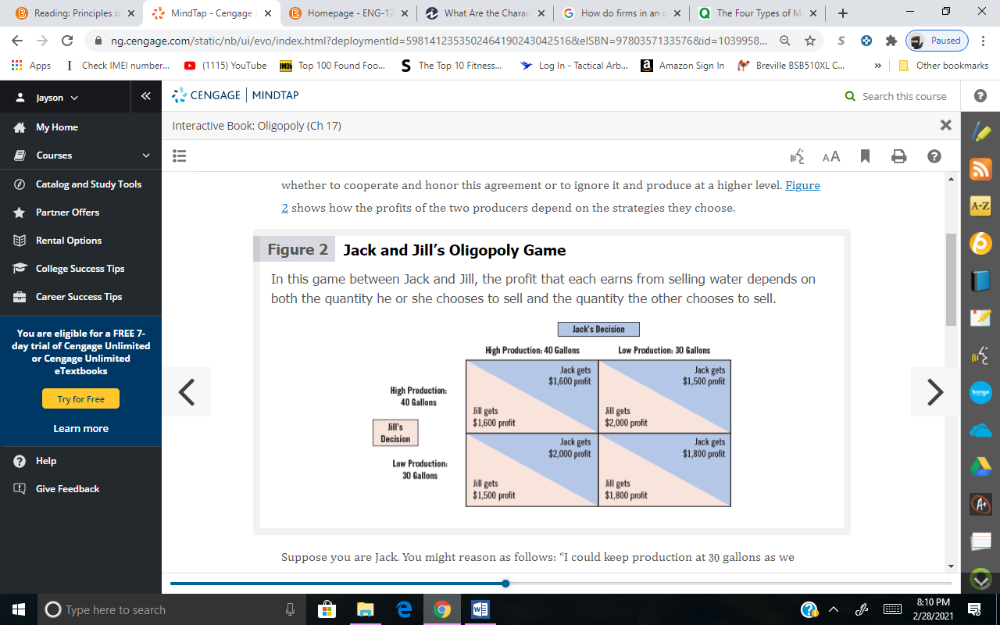 Reading: Principles o
MindTap - Cengage L
Homepage - ENG-12
What Are the Charac
How do firms in an o
The Four Types of M
ng.cengage.com/static/nb/ui/evo/index.html?deploymentId=5981412353502464190243042516&eISBN=9780357133576&id=1039958...
Paused
Apps
Check IMEI number...
(1115) YouTube
Top 100 Found Foo...
The Top 10 Fitness...
Log In - Tactical Arb...
Amazon Sign In
Breville BSB510XL C...
»
Other bookmarks
Jayson
CENGAGE | MINDTAP
Search this course
My Home
Courses
Catalog and Study Tools
Partner Offers
Rental Options
College Success Tips
Career Success Tips
You are eligible for a FREE 7-
day trial of Cengage Unlimited
or Cengage Unlimited
eTextbooks
Try for Free
Learn more
Help
Give Feedback
Interactive Book: Oligopoly (Ch 17)
AA
whether to cooperate and honor this agreement or to ignore it and produce at a higher level. Figure
2 shows how the profits of the two producers depend on the strategies they choose.
Figure 2 Jack and Jill’s Oligopoly Game
In this game between Jack and Jill, the profit that each earns from selling water depends on
both the quantity he or she chooses to sell and the quantity the other chooses to sell.
Jack's Decision
High Production: 40 Gallons
Low Production: 30 Gallons
High Production:
40 Gallons
Jill's
Decision
Low Production:
30 Gallons
Jack gets
$1,600 profit
Jill gets
$1,600 profit
Jack gets
$1,500 profit
Jill gets
$2,000 profit
Jack gets
$2,000 profit
Jill gets
$1,500 profit
Jack gets
$1,800 profit
Jill gets
$1,800 profit
Suppose you are Jack. You might reason as follows: “I could keep production at 30 gallons as we
A-Z
bongo
A+
Type here to search
8:10 PM
2/28/2021